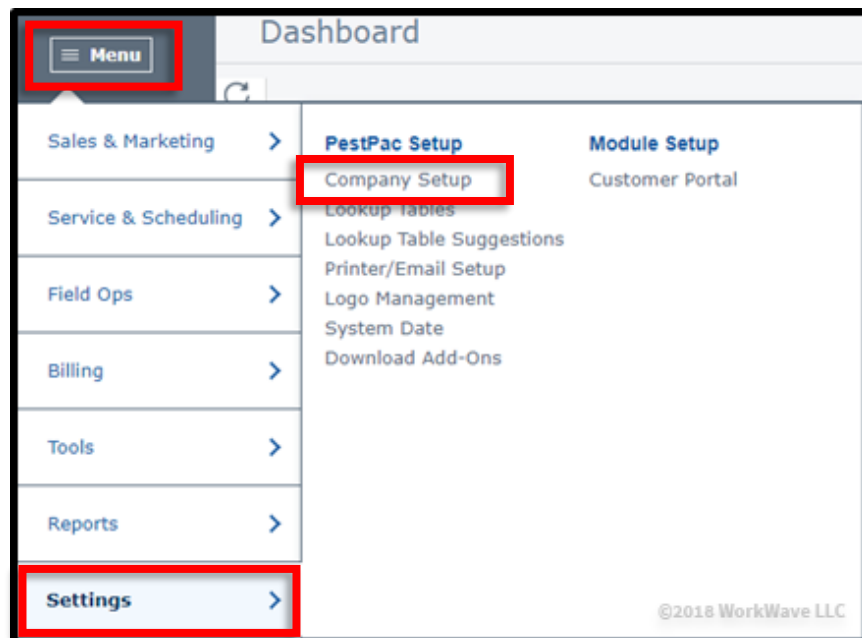 Menu
Dashboard
Sales & Marketing
Service & Scheduling
Field Ops
Billing
Tools
Reports
Settings
PestPac Setup
Company Setup
Lookup Tables
Lookup Table Suggestions
Printer/Email Setup
Logo Management
System Date
Download Add-Ons
Module Setup
Customer Portal
©2018 WorkWave LLC